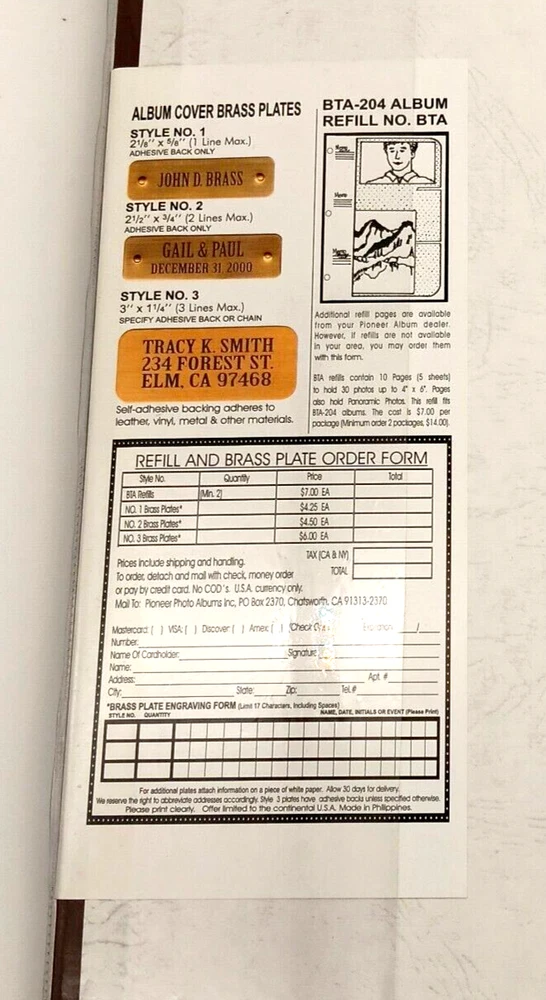 ALBUM COVER BRASS PLATES
STYLE NO. 1
2 1/8" x 5/8" (1 Line Max.)
ADHESIVE BACK ONLY
JOHN D. BRASS
STYLE NO. 2
2 1/2" x 3/4" (2 Lines Max.)
ADHESIVE BACK ONLY
GAIL & PAUL
DECEMBER 31, 2000
STYLE NO. 3
3" x 1 1/4" (3 Lines Max.)
SPECIFY ADHESIVE BACK OR CHAIN
TRACY K. SMITH
234 FOREST ST.
ELM, CA 97468
Self-adhesive backing adheres to
leather, vinyl, metal & other materials.
BTA-204 ALBUM
REFILL NO. BTA
Additional refill pages are available
from your Pioneer Album dealer.
However, if refills are not available
in your area, you may order them
with this form.
BTA refills contain 10 Pages (5 sheets)
to hold 30 photos up to 4" x 6". Pages
also hold Panoramic Photos. This refill fits
BTA-204 albums. The cost is $7.00 per
package (Minimum order 2 packages, $14.00).
REFILL AND BRASS PLATE ORDER FORM
Style No. Quantity Price Total
BTA Refills (Min. 2) $7.00 EA
NO. 1 Brass Plates* $4.25 EA
NO. 2 Brass Plates* $4.50 EA
NO. 3 Brass Plates* $6.00 EA
TAX (CA & NY)
TOTAL
Prices include shipping and handling.
To order, detach and mail with check, money order
or pay by credit card. No COD's. U.S.A. currency only.
Mail To: Pioneer Photo Albums Inc, PO Box 2370, Chatsworth, CA 91313-2370
Mastercard: ( ) VISA: ( ) Discover: ( ) Amex: ( ) Check /
Number:
Name Of Cardholder: Signature:
Name:
Address: Apt. #
City: State: Zip: Tel.#
*BRASS PLATE ENGRAVING FORM (Limit 17 Characters, Including Spaces)
STYLE NO. QUANTITY NAME, DATE, INITIALS OR EVENT (Please Print)
For additional plates attach information on a piece of white paper. Allow 30 days for delivery.
We reserve the right to abbreviate addresses accordingly. Style 3 plates have adhesive backs unless specified otherwise.
Please print clearly. Offer limited to the continental U.S.A. Made in Philippines.